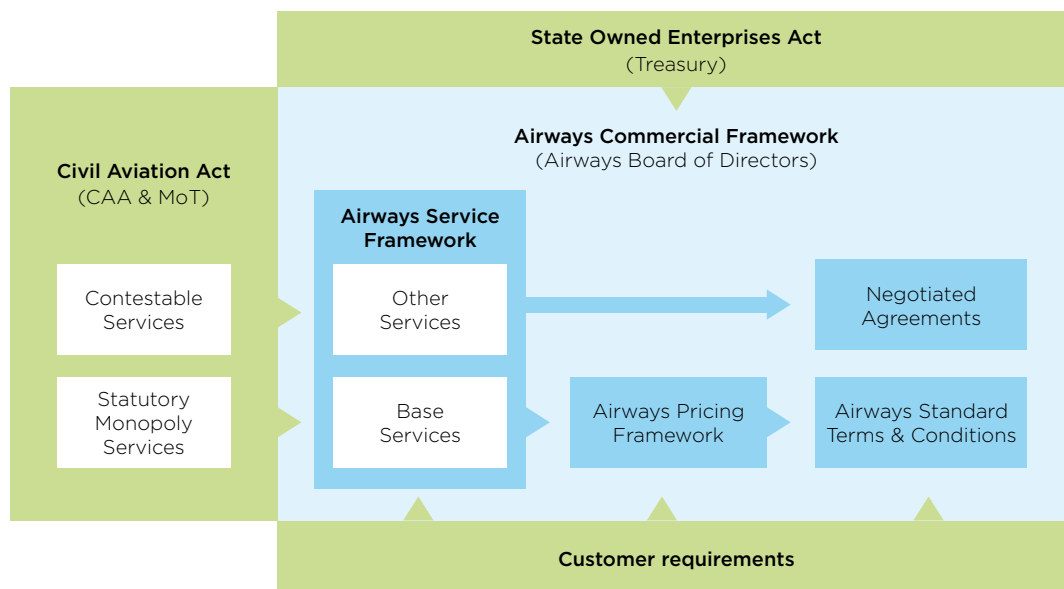 State Owned Enterprises Act
(Treasury)
Civil Aviation Act
(CAA & MoT)
Contestable
Services
Statutory
Monopoly
Services
Airways Commercial Framework
(Airways Board of Directors)
Airways Service
Framework
Other
Services
Base
Services
Negotiated
Agreements
Airways Pricing
Framework
Airways Standard
Terms & Conditions
Customer requirements